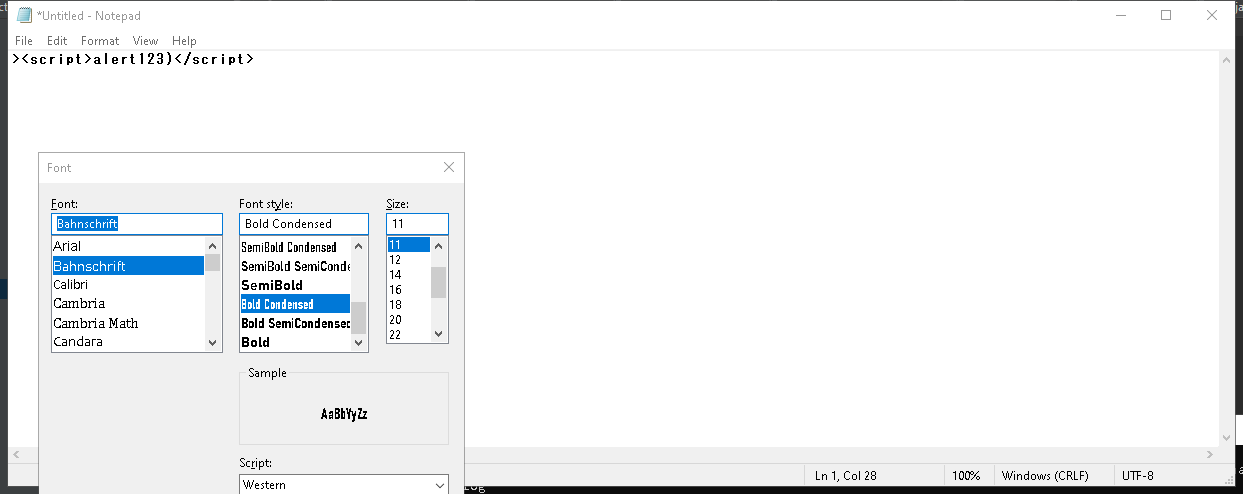 *Untitled - Notepad
File Edit Format View Help
><script>alert123)</script>
Font
Font: Font style: Size:
Bahnschrift Bold Condensed 11
Arial SemiBold Condensed 11
Bahnschrift SemiBold SemiConde 12
Calibri SemiBold 14
Cambria Bold Condensed 16
Cambria Math Bold SemiCondensed 18
Candara Bold 20
22
Sample
AaBbYyZz
Script:
Western
Ln 1, Col 28 100% Windows (CRLF) UTF-8